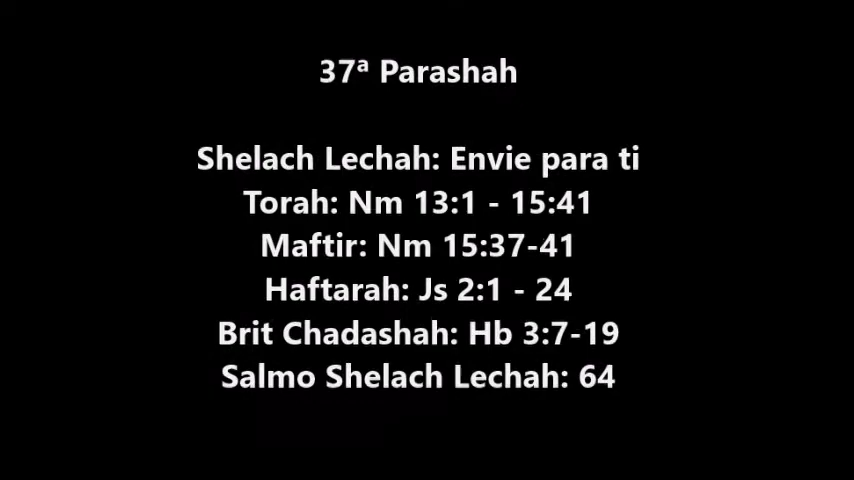 37ª Parashah
Shelach Lechah: Envie para ti
Torah: Nm 13:1 - 15:41
Maftir: Nm 15:37-41
Haftarah: Js 2:1 - 24
Brit Chadashah: Hb 3:7-19
Salmo Shelach Lechah: 64